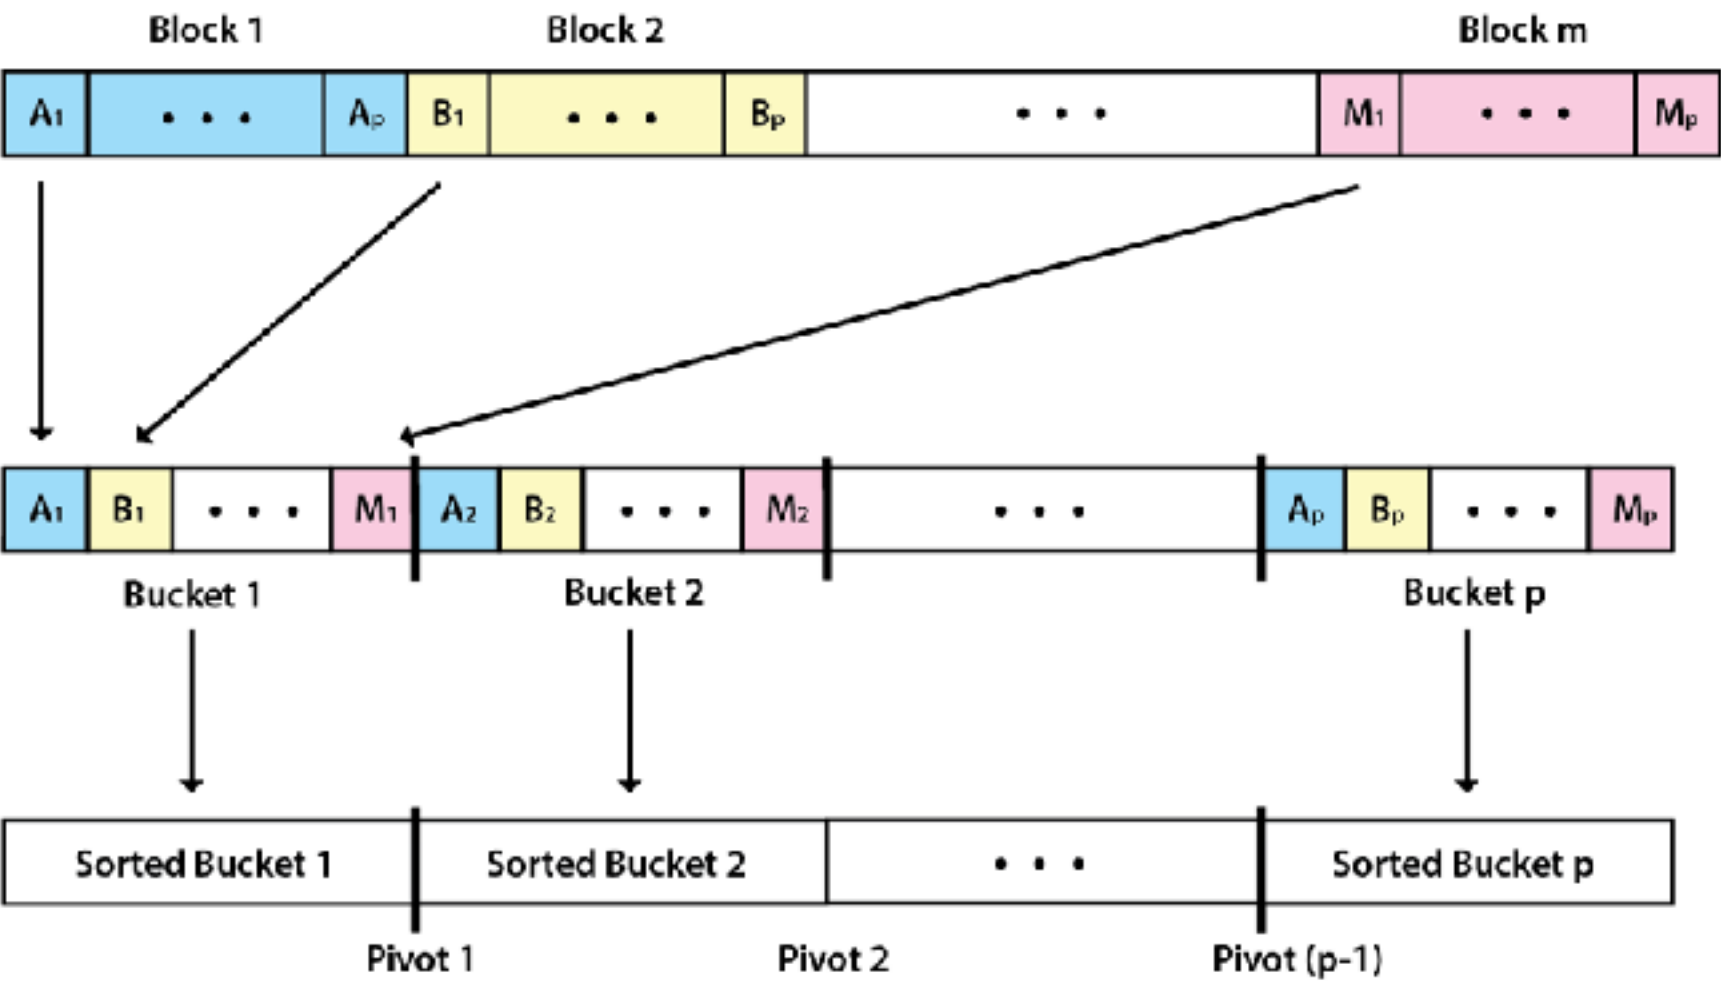 Block 1 Block 2 Block m
A1 • • • Ap B1 • • • Bp • • • M1 • • • Mp
A1 B1 • • • M1 A2 B2 • • • M2 • • • Ap Bp • • • Mp
Bucket 1 Bucket 2 Bucket p
Sorted Bucket 1 Sorted Bucket 2 • • • Sorted Bucket p
Pivot 1 Pivot 2 Pivot (p-1)